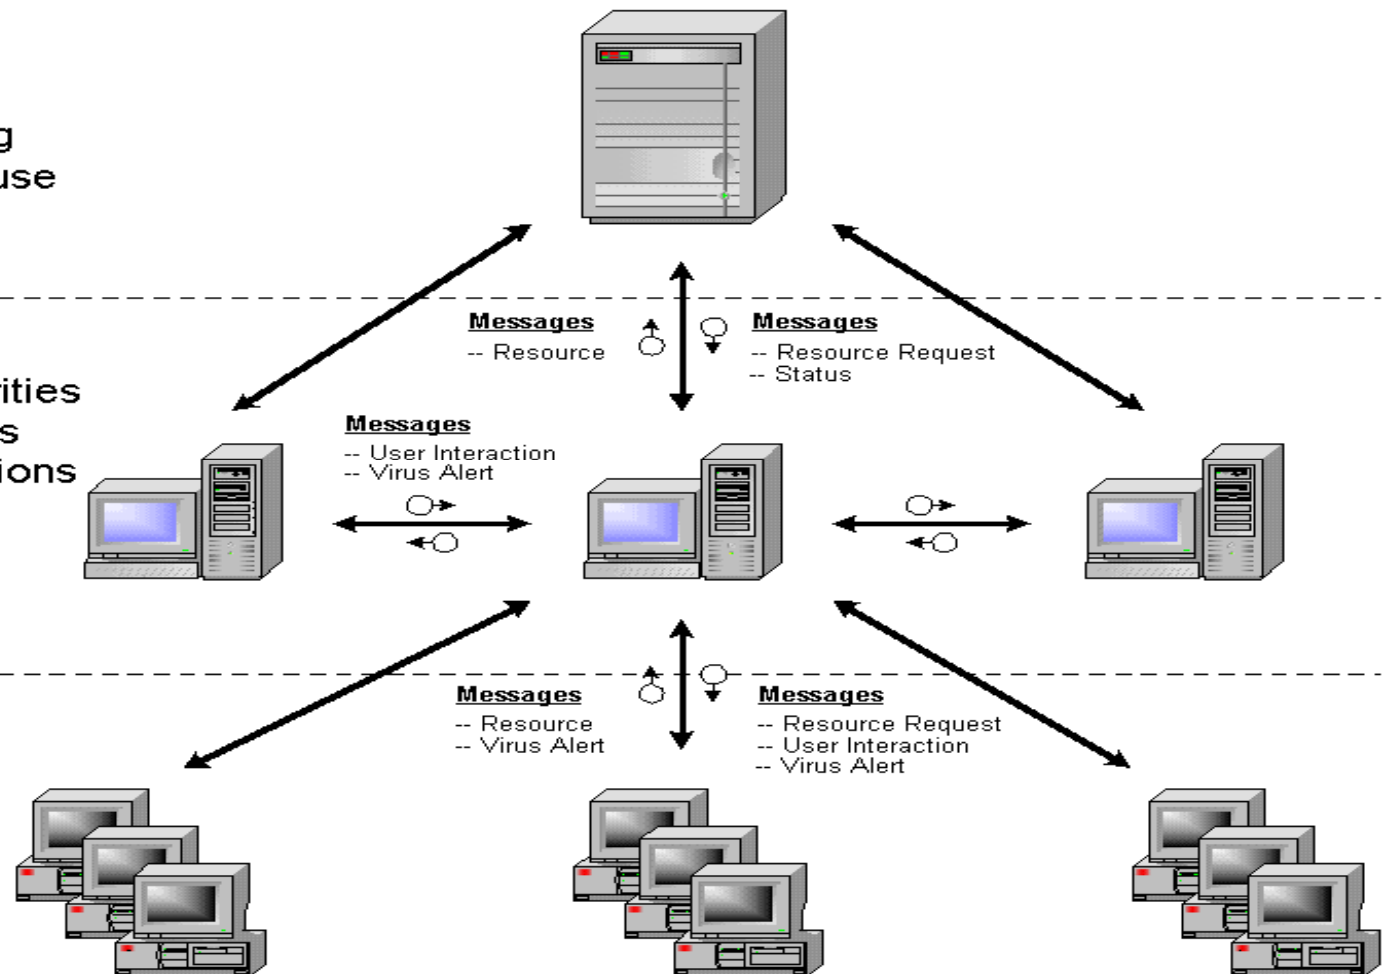 g
use
Messages
-- Resource
Messages
-- Resource Request
-- Status
rities
s
ions
Messages
-- User Interaction
-- Virus Alert
Messages
-- Resource
-- Virus Alert
Messages
-- Resource Request
-- User Interaction
-- Virus Alert